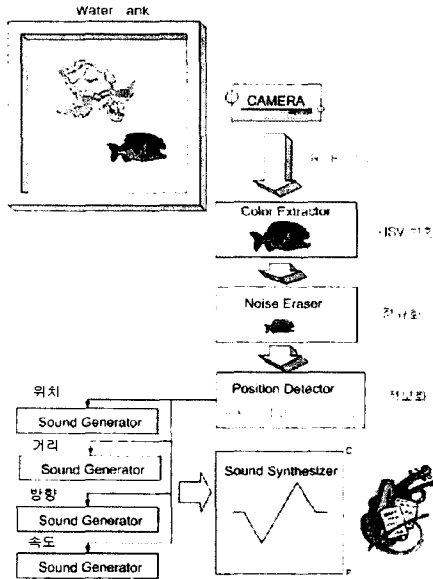 Water ank
CAMERA
Color Extractor
Noise Eraser
Position Detector
위치
Sound Generator
거리
Sound Generator
방향
Sound Generator
속도
Sound Generator
Sound Synthesizer